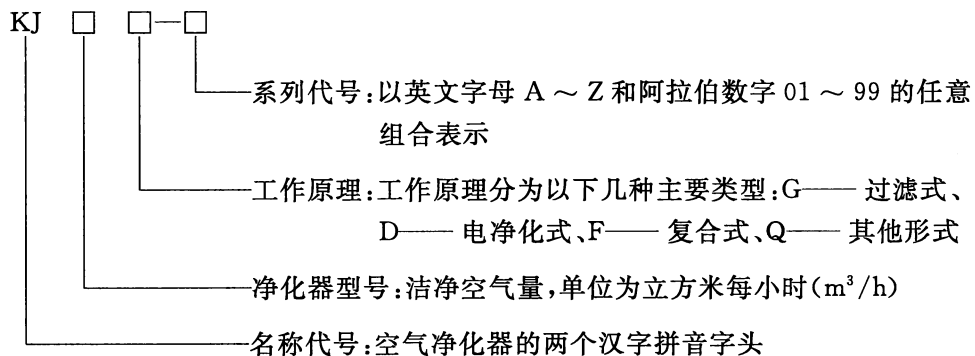 KJ □ □—□
系列代号:以英文字母 A ~ Z 和阿拉伯数字 01 ~ 99 的任意
组合表示
工作原理:工作原理分为以下几种主要类型:G—— 过滤式、
D—— 电净化式、F—— 复合式、Q—— 其他形式
净化器型号:洁净空气量,单位为立方米每小时(m³/h)
名称代号:空气净化器的两个汉字拼音字头